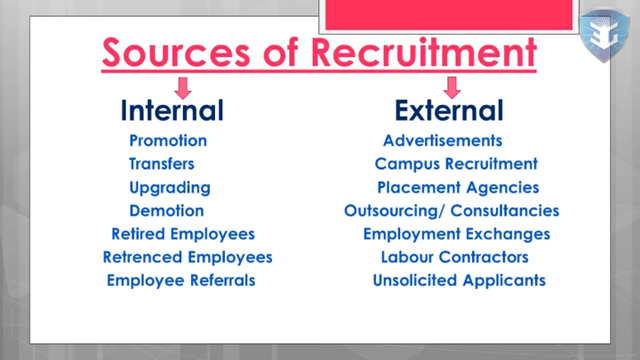 Sources of Recruitment
Internal
Promotion
Transfers
Upgrading
Demotion
Retired Employees
Retrenced Employees
Employee Referrals
External
Advertisements
Campus Recruitment
Placement Agencies
Outsourcing/ Consultancies
Employment Exchanges
Labour Contractors
Unsolicited Applicants